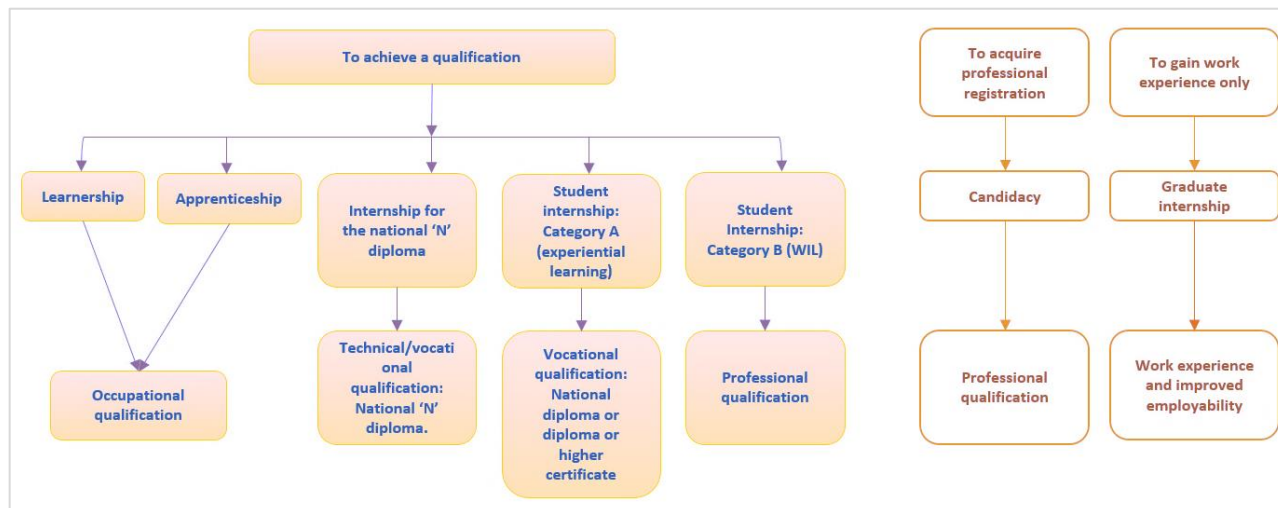 To achieve a qualification
To acquire
professional
registration
To gain work
experience only
Learnership
Apprenticeship
Internship for
the national ‘N’
diploma
Student
internship:
Category A
(experiential
learning)
Student
Internship:
Category B (WIL)
Candidacy
Graduate
internship
Occupational
qualification
Technical/vocati
onal
qualification:
National ‘N’
diploma.
Vocational
qualification:
National
diploma or
diploma or
higher
certificate
Professional
qualification
Professional
qualification
Work experience
and improved
employability